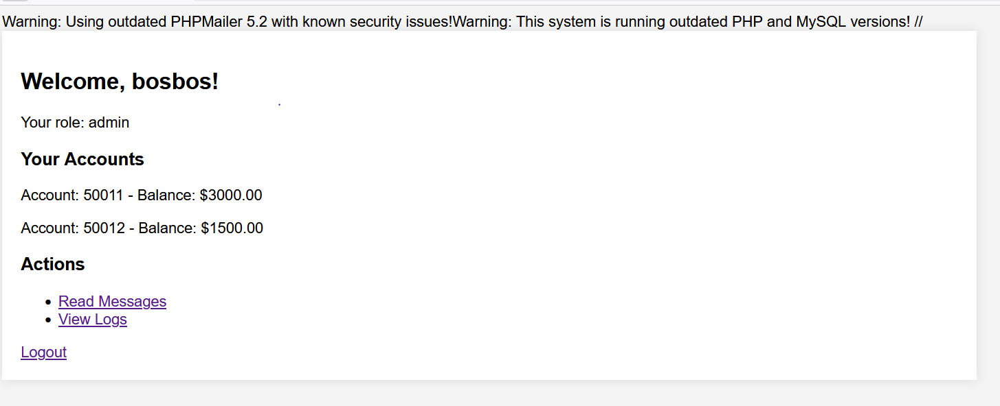 Warning: Using outdated PHPMailer 5.2 with known security issues!Warning: This system is running outdated PHP and MySQL versions! //
Welcome, bosbos!
Your role: admin
Your Accounts
Account: 50011 - Balance: $3000.00
Account: 50012 - Balance: $1500.00
Actions
Read Messages
View Logs
Logout